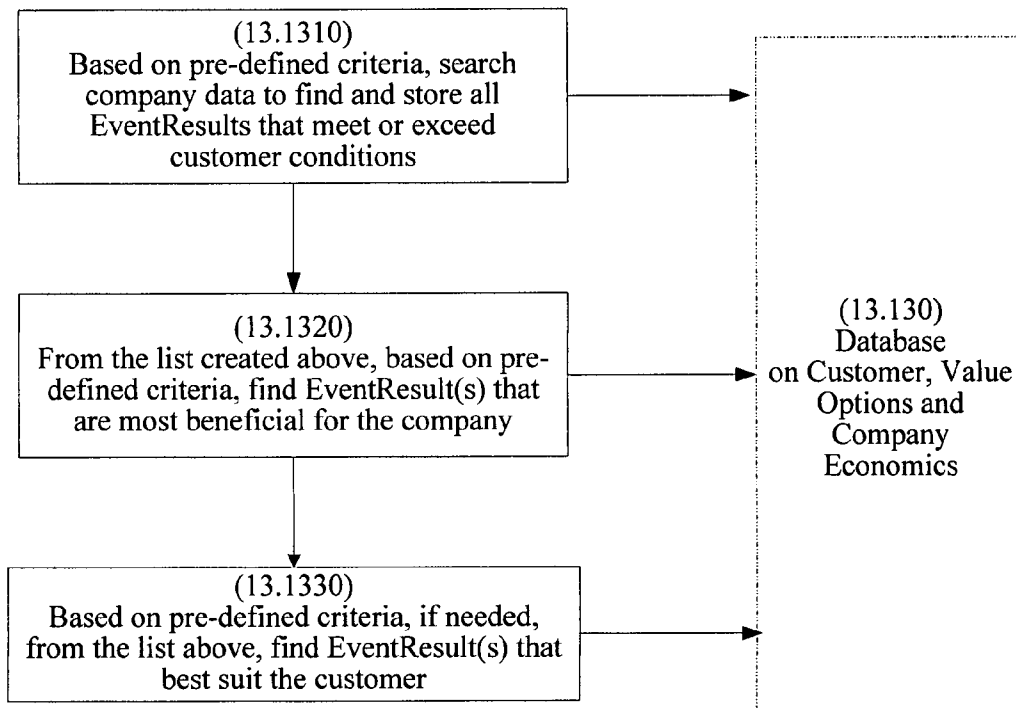 (13.1310)
Based on pre-defined criteria, search
company data to find and store all
EventResults that meet or exceed
customer conditions
(13.1320)
From the list created above, based on pre-
defined criteria, find EventResult(s) that
are most beneficial for the company
(13.1330)
Based on pre-defined criteria, if needed,
from the list above, find EventResult(s) that
best suit the customer
(13.130)
Database
on Customer, Value
Options and
Company
Economics